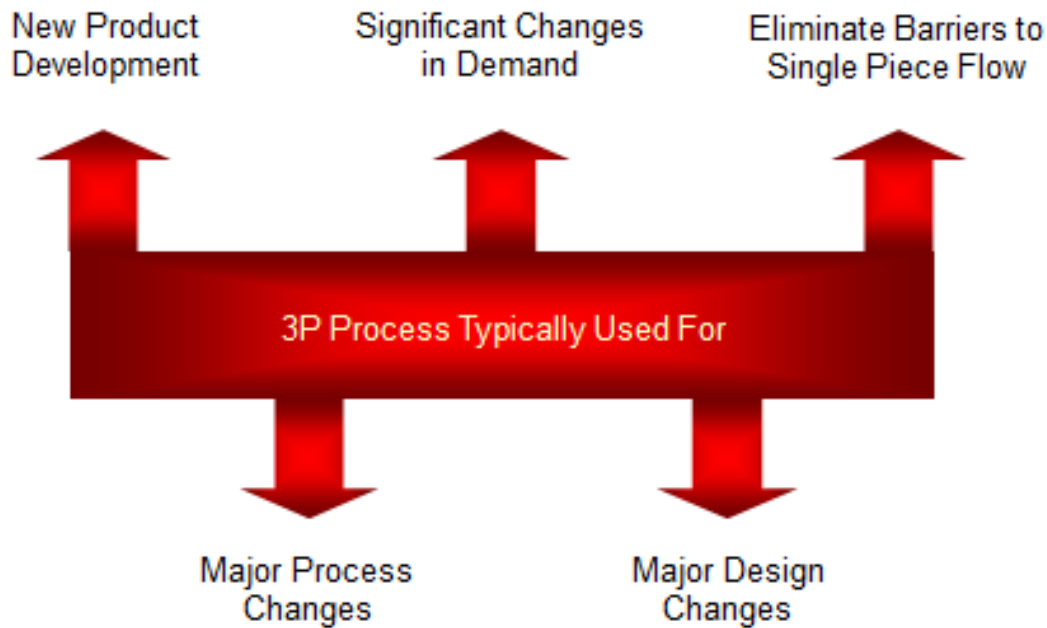 New Product
Development
Significant Changes
in Demand
Eliminate Barriers to
Single Piece Flow
3P Process Typically Used For
Major Process
Changes
Major Design
Changes